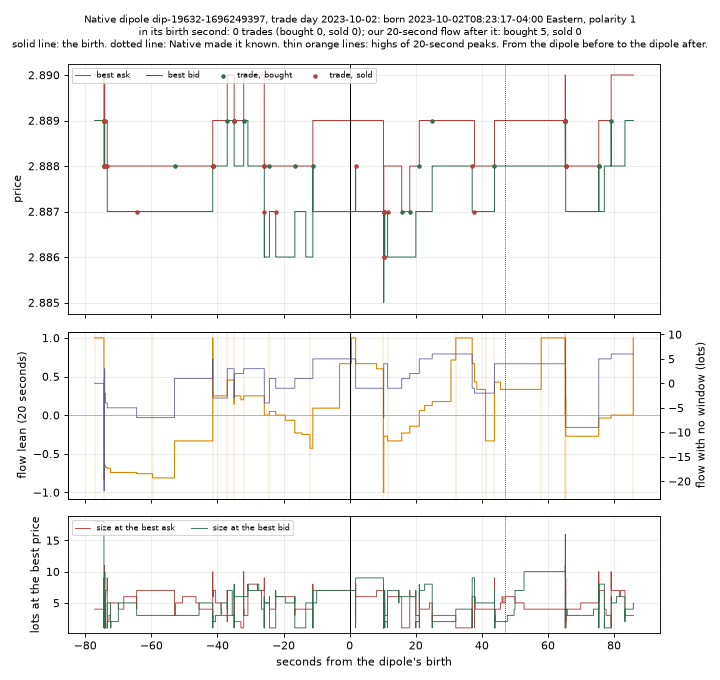 Native dipole dip-19632-1696249397, trade day 2023-10-02: born 2023-10-02T08:23:17-04:00 Eastern, polarity 1
in its birth second: 0 trades (bought 0, sold 0); our 20-second flow after it: bought 5, sold 0
solid line: the birth. dotted line: Native made it known. thin orange lines: highs of 20-second peaks. From the dipole before to the dipole after.
best ask best bid trade, bought trade, sold
2.890
2.889
2.888
2.887
2.886
2.885
price
1.0
0.5
0.0
−0.5
−1.0
flow lean (20 seconds)
10
5
0
−5
−10
−15
−20
flow with no window (lots)
size at the best ask size at the best bid
15
10
5
lots at the best price
−80 −60 −40 −20 0 20 40 60 80
seconds from the dipole's birth